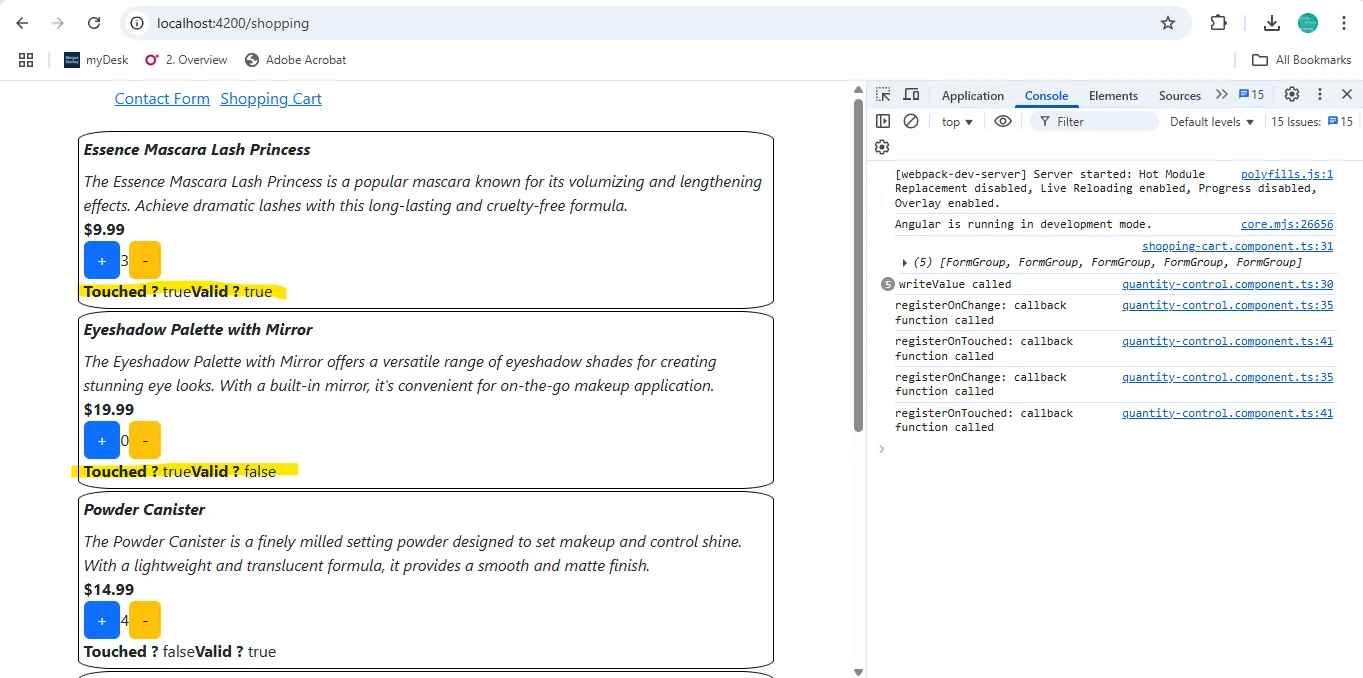 localhost:4200/shopping
myDesk 2. Overview Adobe Acrobat All Bookmarks
Contact Form Shopping Cart
Essence Mascara Lash Princess
The Essence Mascara Lash Princess is a popular mascara known for its volumizing and lengthening
effects. Achieve dramatic lashes with this long-lasting and cruelty-free formula.
$9.99
+ 3 -
Touched ? trueValid ? true
Eyeshadow Palette with Mirror
The Eyeshadow Palette with Mirror offers a versatile range of eyeshadow shades for creating
stunning eye looks. With a built-in mirror, it's convenient for on-the-go makeup application.
$19.99
+ 0 -
Touched ? trueValid ? false
Powder Canister
The Powder Canister is a finely milled setting powder designed to set makeup and control shine.
With a lightweight and translucent formula, it provides a smooth and matte finish.
$14.99
+ 4 -
Touched ? falseValid ? true
Application Console Elements Sources 15
top Filter Default levels 15 Issues: 15
[webpack-dev-server] Server started: Hot Module polyfills.js:1
Replacement disabled, Live Reloading enabled, Progress disabled,
Overlay enabled.
Angular is running in development mode. core.mjs:26656
shopping-cart.component.ts:31
(5) [FormGroup, FormGroup, FormGroup, FormGroup, FormGroup]
5 writeValue called quantity-control.component.ts:30
registerOnChange: callback quantity-control.component.ts:35
function called
registerOnTouched: callback quantity-control.component.ts:41
function called
registerOnChange: callback quantity-control.component.ts:35
function called
registerOnTouched: callback quantity-control.component.ts:41
function called